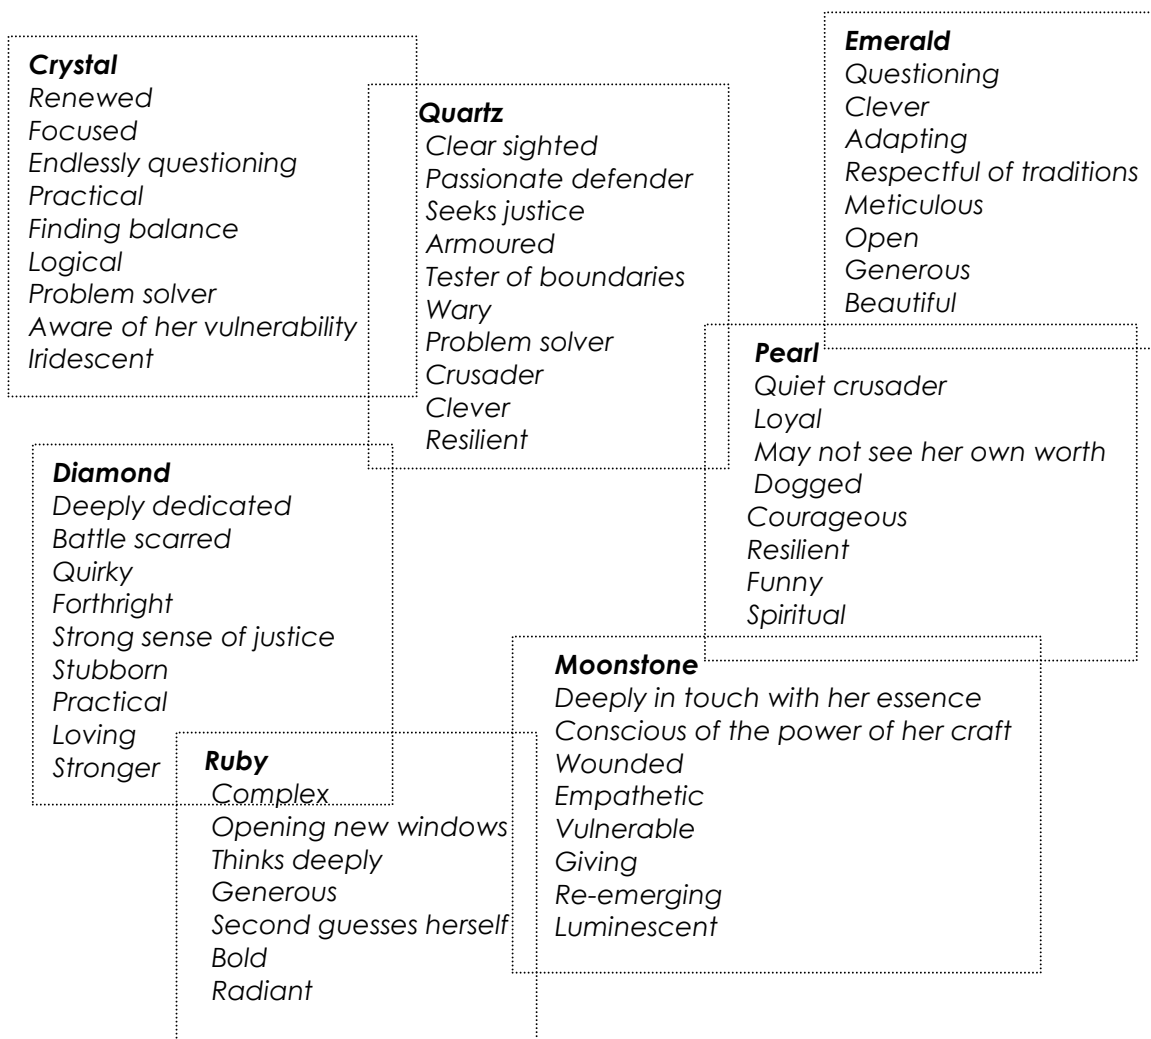 Crystal
Renewed
Focused
Endlessly questioning
Practical
Finding balance
Logical
Problem solver
Aware of her vulnerability
Iridescent
Quartz
Clear sighted
Passionate defender
Seeks justice
Armoured
Tester of boundaries
Wary
Problem solver
Crusader
Clever
Resilient
Emerald
Questioning
Clever
Adapting
Respectful of traditions
Meticulous
Open
Generous
Beautiful
Pearl
Quiet crusader
Loyal
May not see her own worth
Dogged
Courageous
Resilient
Funny
Spiritual
Diamond
Deeply dedicated
Battle scarred
Quirky
Forthright
Strong sense of justice
Stubborn
Practical
Loving
Stronger
Moonstone
Deeply in touch with her essence
Conscious of the power of her craft
Wounded
Empathetic
Vulnerable
Giving
Re-emerging
Luminescent
Ruby
Complex
Opening new windows
Thinks deeply
Generous
Second guesses herself
Bold
Radiant